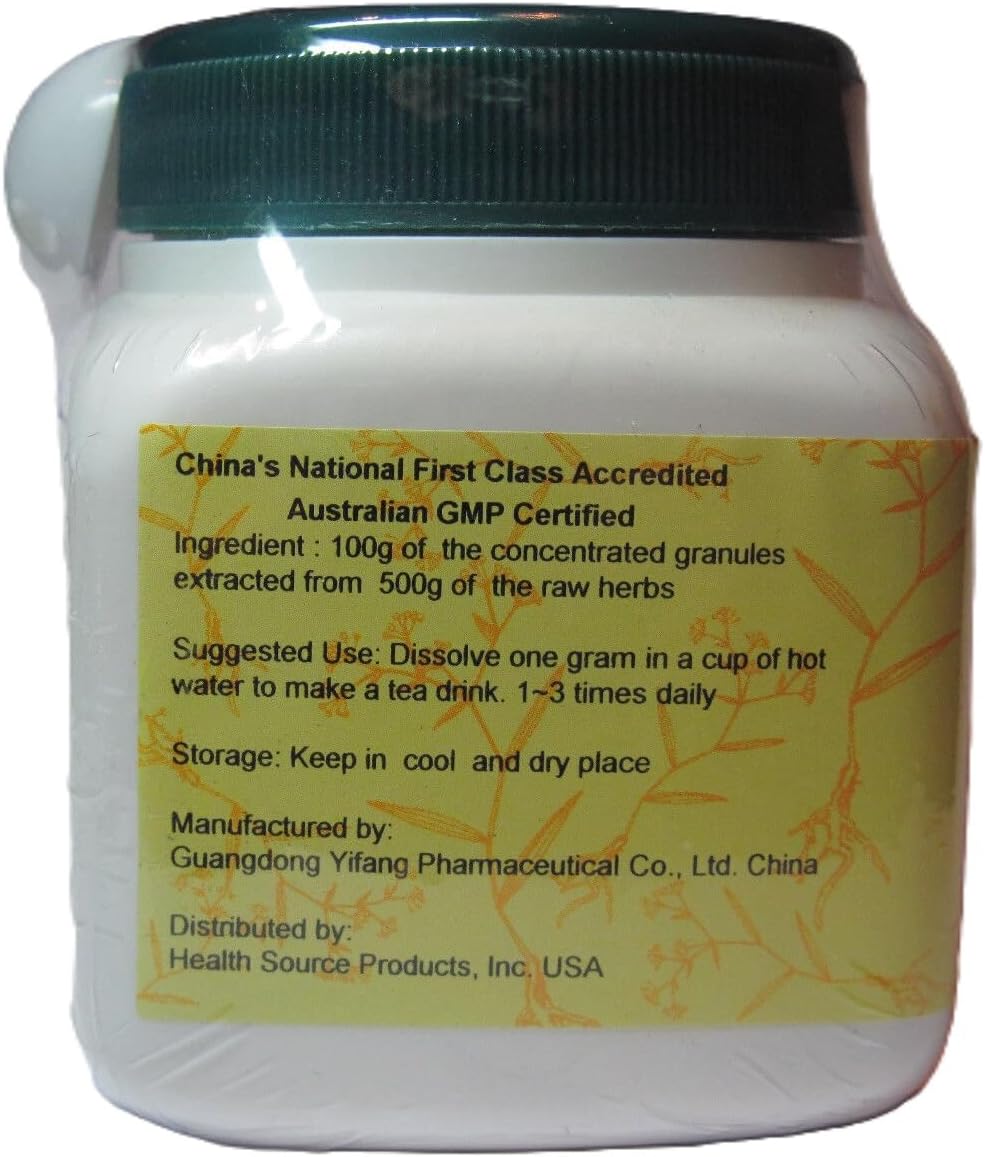 China's National First Class Accredited
Australian GMP Certified
Ingredient : 100g of the concentrated granules
extracted from 500g of the raw herbs
Suggested Use: Dissolve one gram in a cup of hot
water to make a tea drink. 1~3 times daily
Storage: Keep in cool and dry place
Manufactured by:
Guangdong Yifang Pharmaceutical Co., Ltd. China
Distributed by:
Health Source Products, Inc. USA